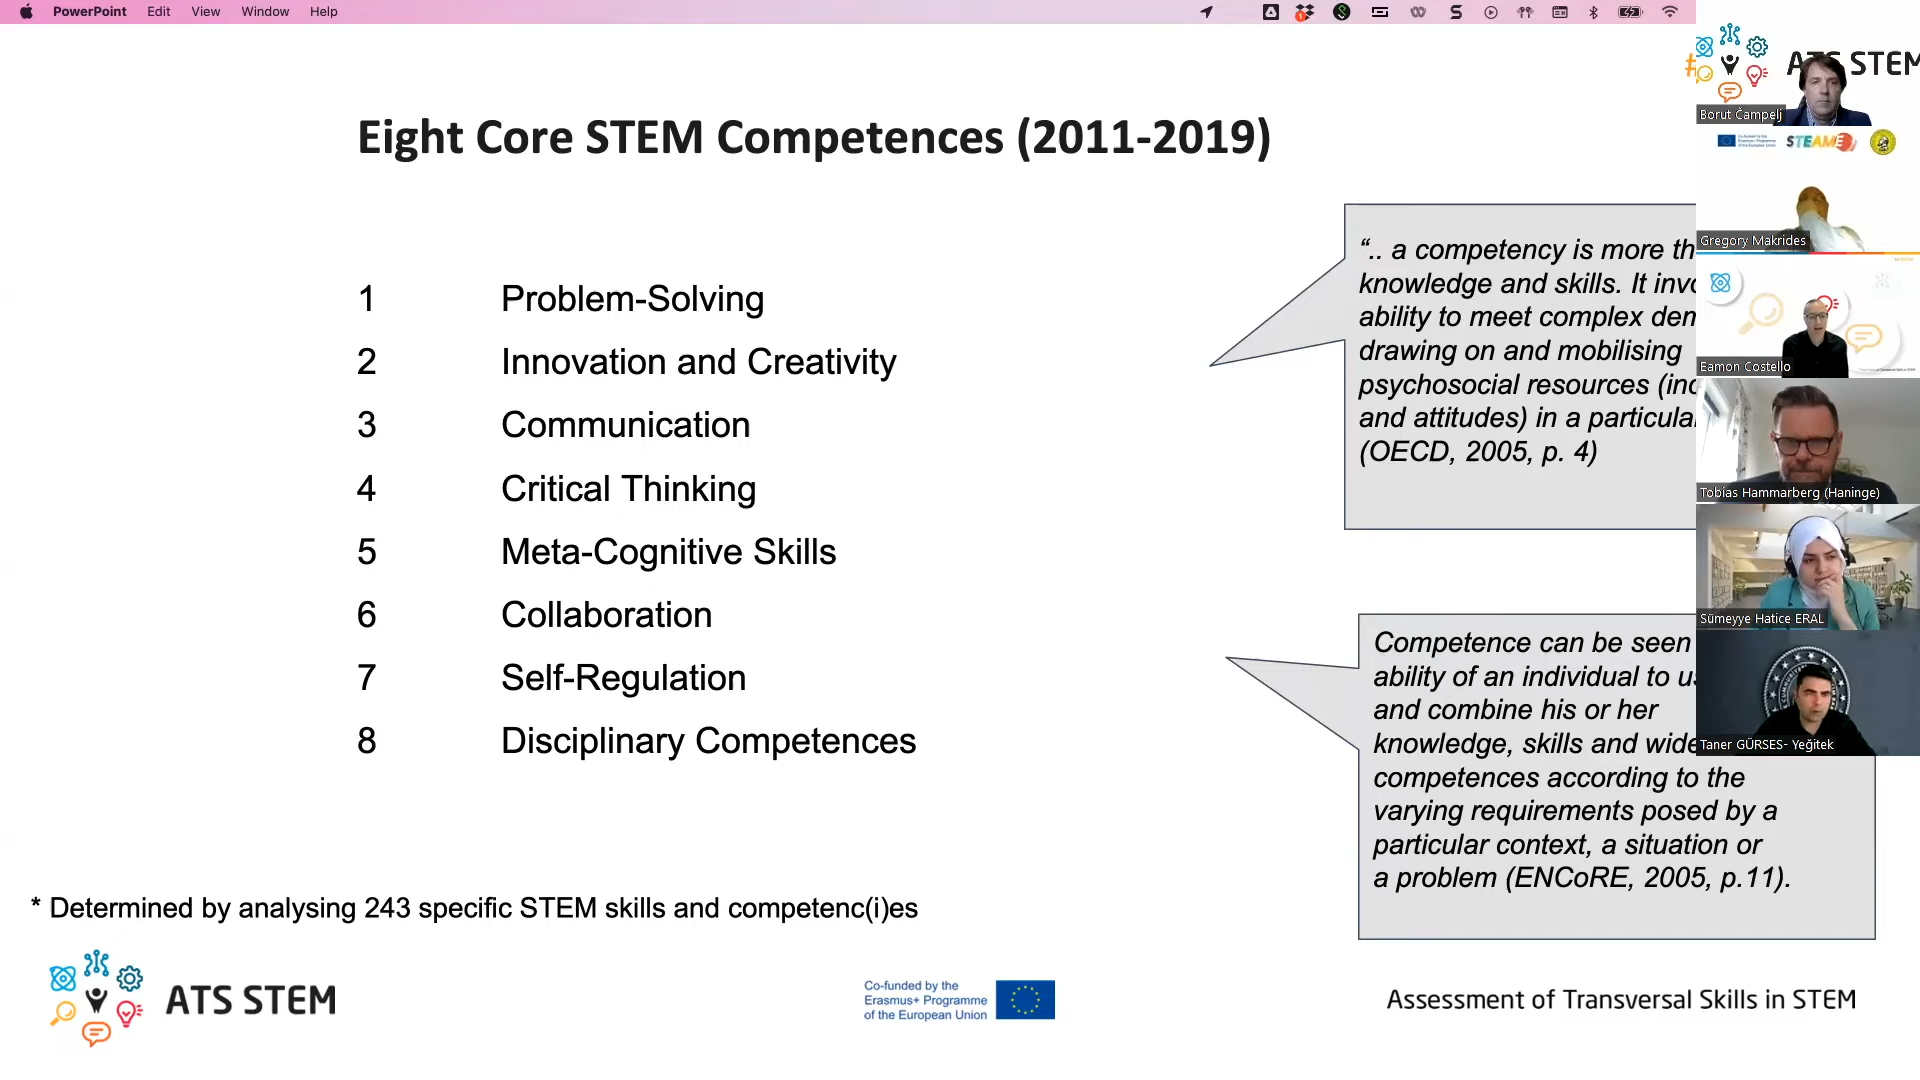 PowerPoint Edit View Window Help
Eight Core STEM Competences (2011-2019)
1 Problem-Solving
2 Innovation and Creativity
3 Communication
4 Critical Thinking
5 Meta-Cognitive Skills
6 Collaboration
7 Self-Regulation
8 Disciplinary Competences
* Determined by analysing 243 specific STEM skills and competenc(i)es
“.. a competency is more th
knowledge and skills. It invo
ability to meet complex dem
drawing on and mobilising
psychosocial resources (inc
and attitudes) in a particula
(OECD, 2005, p. 4)
Competence can be seen
ability of an individual to us
and combine his or her
knowledge, skills and wide
competences according to the
varying requirements posed by a
particular context, a situation or
a problem (ENCoRE, 2005, p.11).
ATS STEM
Co-funded by the
Erasmus+ Programme
of the European Union
Assessment of Transversal Skills in STEM
ATS STEM
Borut Čampelj
STEAME
Gregory Makrides
Eamon Costello
Tobias Hammarberg (Haninge)
Sümeyye Hatice ERAL
Taner GÜRSES- Yeğitek